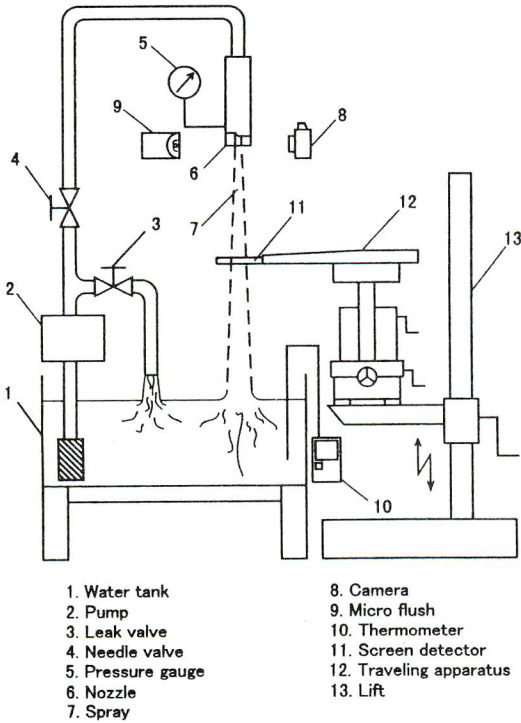 5
9
8
6
4
7
11
12
3
13
2
1
10
1. Water tank
2. Pump
3. Leak valve
4. Needle valve
5. Pressure gauge
6. Nozzle
7. Spray
8. Camera
9. Micro flush
10. Thermometer
11. Screen detector
12. Traveling apparatus
13. Lift